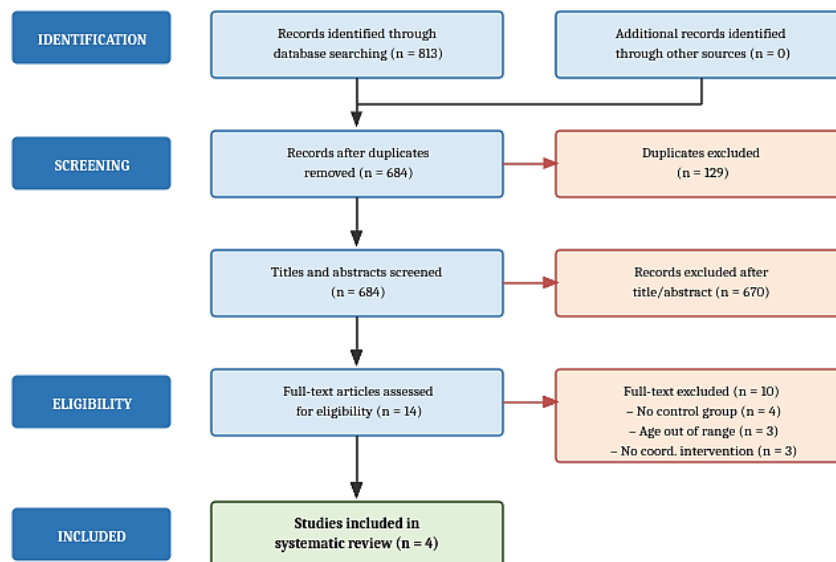 IDENTIFICATION
Records identified through
database searching (n = 813)
Additional records identified
through other sources (n = 0)
SCREENING
Records after duplicates
removed (n = 684)
Duplicates excluded
(n = 129)
Titles and abstracts screened
(n = 684)
Records excluded after
title/abstract (n = 670)
ELIGIBILITY
Full-text articles assessed
for eligibility (n = 14)
Full-text excluded (n = 10)
– No control group (n = 4)
– Age out of range (n = 3)
– No coord. intervention (n = 3)
INCLUDED
Studies included in
systematic review (n = 4)